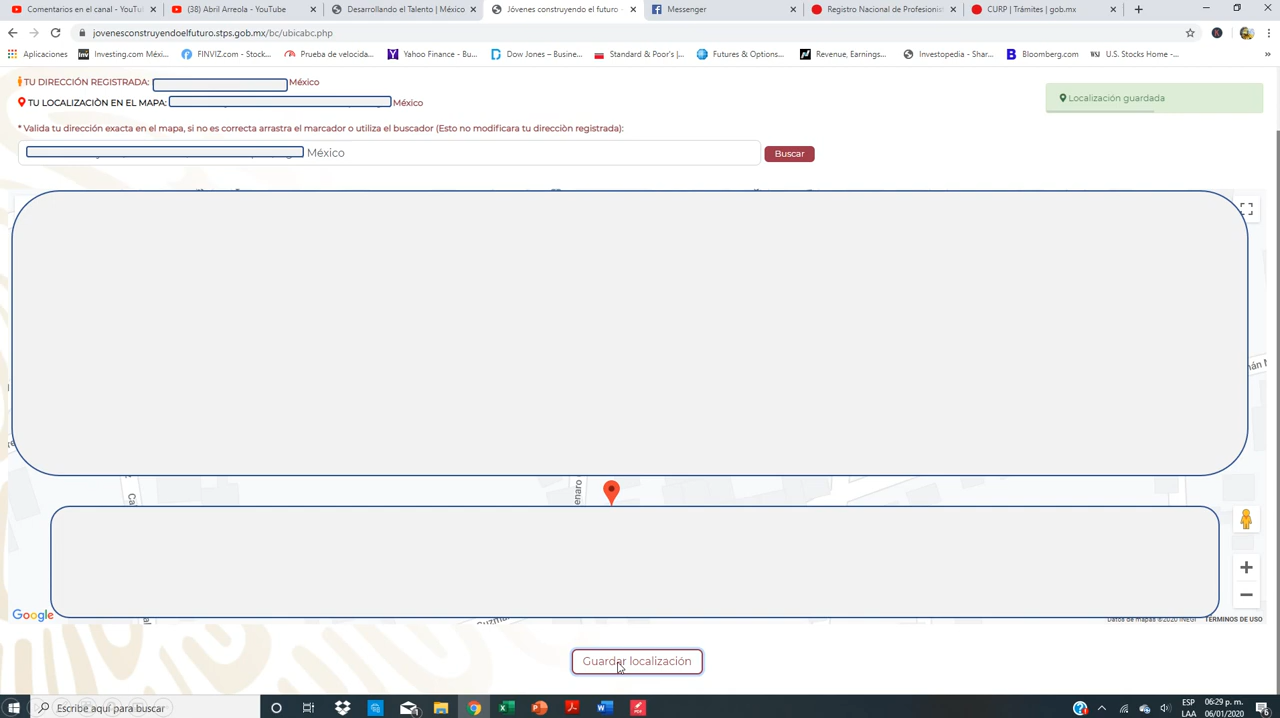 Comentarios en el canal - YouTu
(38) Abril Arreola - YouTube
Desarrollando el Talento | México
Jóvenes construyendo el futuro -
Messenger
Registro Nacional de Profesionist
CURP | Trámites | gob.mx
jovenesconstruyendoelfuturo.stps.gob.mx/bc/ubicabc.php
Aplicaciones
Investing.com Méxi...
FINVIZ.com - Stock...
Prueba de velocida...
Yahoo Finance - Bu...
Dow Jones – Busine...
Standard & Poor's |...
Futures & Options...
Revenue, Earnings...
Investopedia - Shar...
Bloomberg.com
U.S. Stocks Home -...
TU DIRECCIÓN REGISTRADA: México
TU LOCALIZACIÒN EN EL MAPA: México
Localización guardada
* Valida tu dirección exacta en el mapa, si no es correcta arrastra el marcador o utiliza el buscador (Esto no modificara tu direcciòn registrada):
México
Buscar
Google
Datos de mapas ©2020 INEGI
TÉRMINOS DE USO
Guardar localización
Escribe aquí para buscar
ESP
LAA
06:29 p. m.
06/01/2020